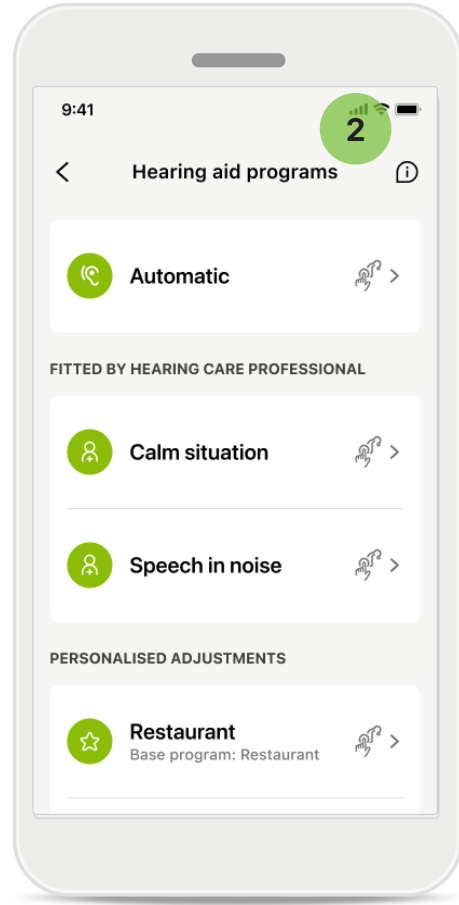 9:41
2
Hearing aid programs
Automatic
FITTED BY HEARING CARE PROFESSIONAL
Calm situation
Speech in noise
PERSONALISED ADJUSTMENTS
Restaurant
Base program: Restaurant